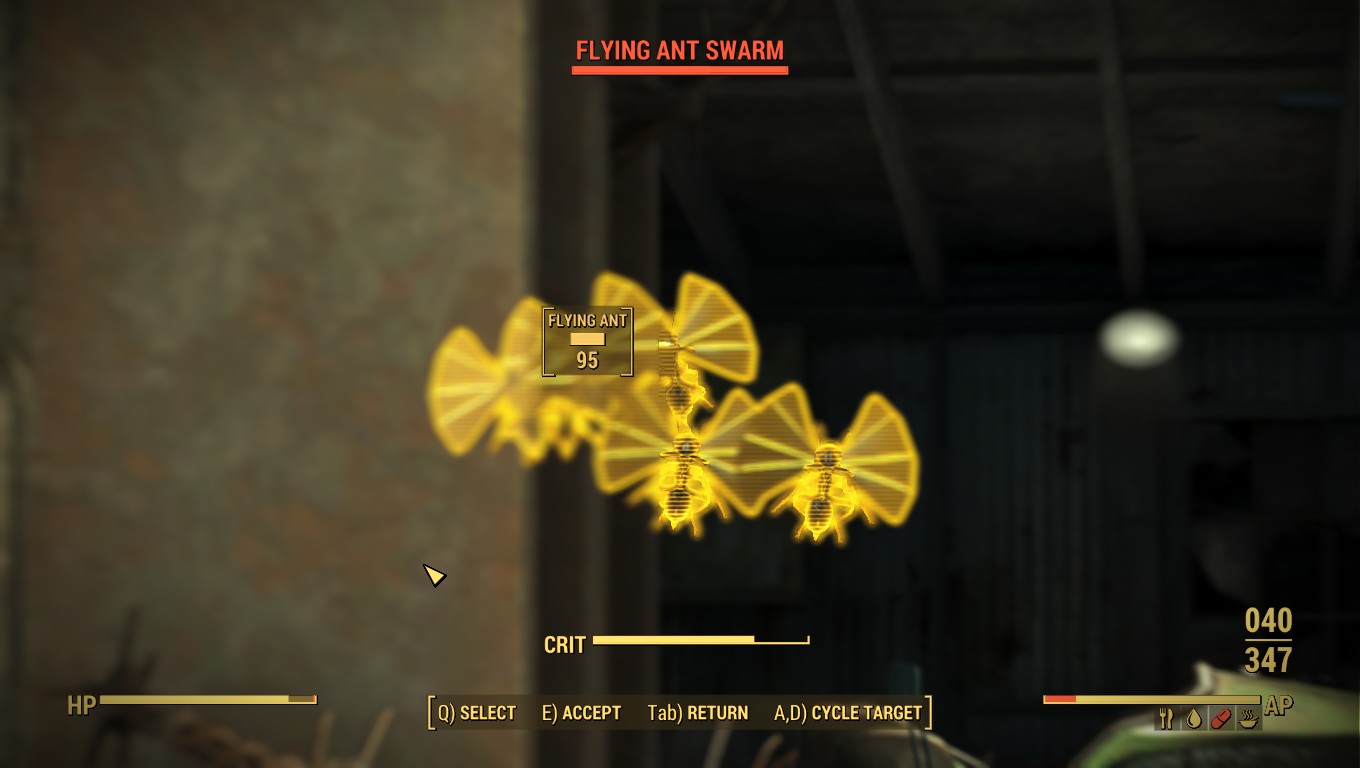 FLYING ANT SWARM
FLYING ANT
95
CRIT
040
347
HP
Q) SELECT E) ACCEPT Tab) RETURN A,D) CYCLE TARGET
AP